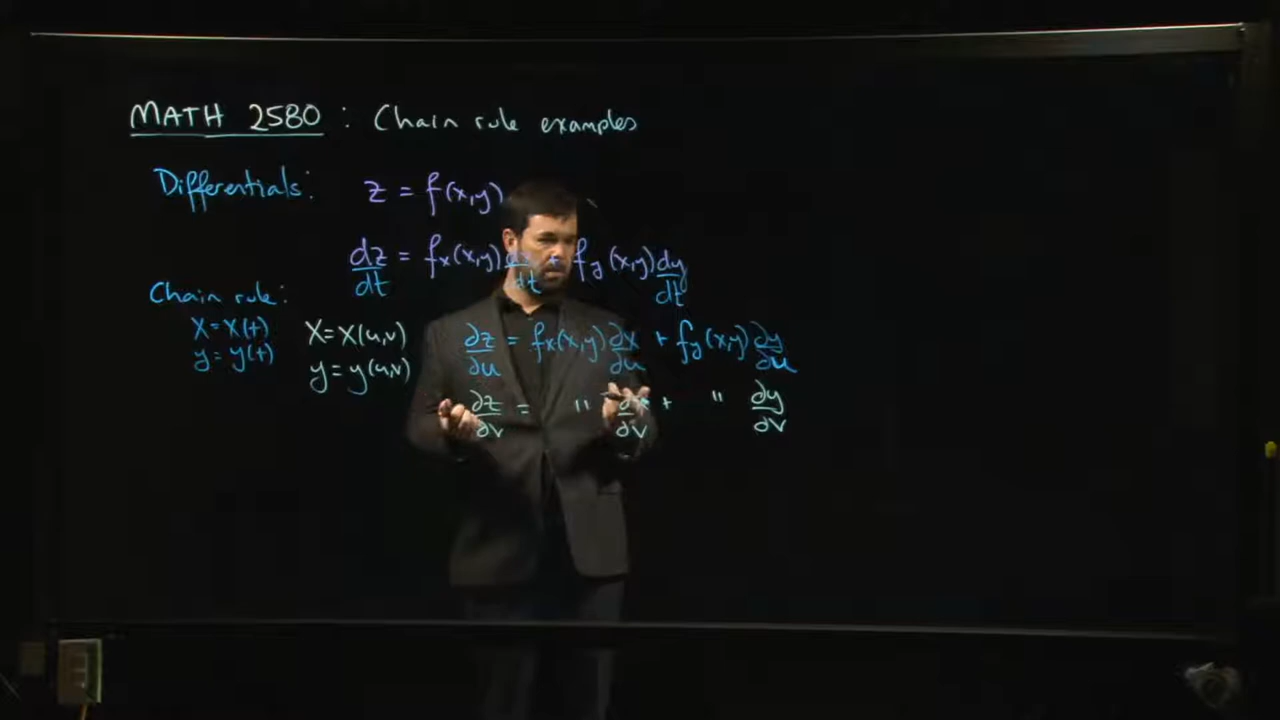 MATH 2580 : Chain rule examples
Differentials: z = f(x,y)
dz/dt = fx(x,y) dx/dt + fy(x,y) dy/dt
Chain rule:
x = x(t) x = x(u,v) ∂z/∂u = fx(x,y) ∂x/∂u + fy(x,y) ∂y/∂u
y = y(t) y = y(u,v)
∂z/∂v = " ∂x/∂v + " ∂y/∂v